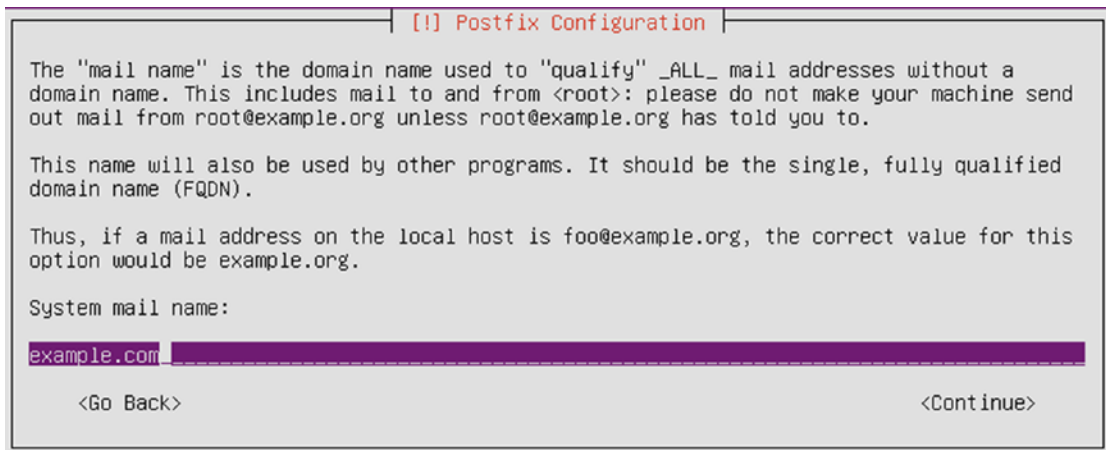 [!] Postfix Configuration
The "mail name" is the domain name used to "qualify" _ALL_ mail addresses without a
domain name. This includes mail to and from <root>: please do not make your machine send
out mail from root@example.org unless root@example.org has told you to.
This name will also be used by other programs. It should be the single, fully qualified
domain name (FQDN).
Thus, if a mail address on the local host is foo@example.org, the correct value for this
option would be example.org.
System mail name:
example.com
<Go Back> <Continue>